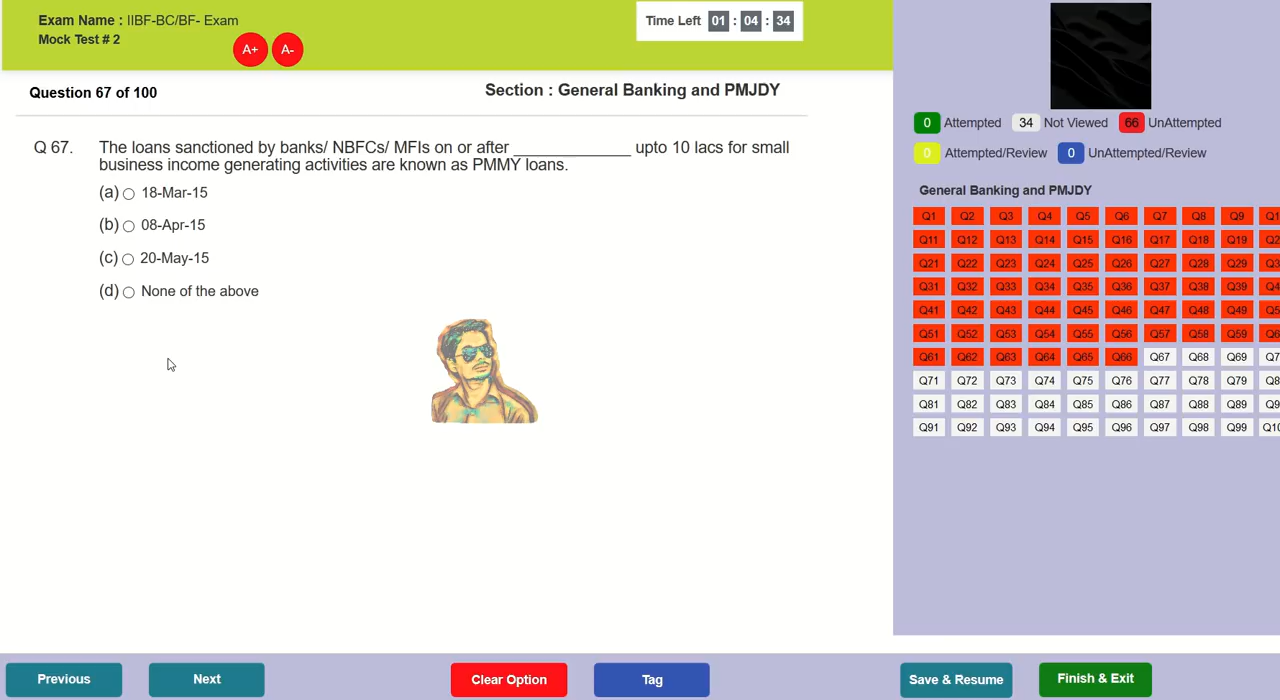 Exam Name : IIBF-BC/BF- Exam
Mock Test # 2
A+
A-
Time Left 01 : 04 : 34
Question 67 of 100
Section : General Banking and PMJDY
Q 67. The loans sanctioned by banks/ NBFCs/ MFIs on or after _____________ upto 10 lacs for small
business income generating activities are known as PMMY loans.
(a) 18-Mar-15
(b) 08-Apr-15
(c) 20-May-15
(d) None of the above
0 Attempted 34 Not Viewed 66 UnAttempted
0 Attempted/Review 0 UnAttempted/Review
General Banking and PMJDY
Q1 Q2 Q3 Q4 Q5 Q6 Q7 Q8 Q9
Q11 Q12 Q13 Q14 Q15 Q16 Q17 Q18 Q19
Q21 Q22 Q23 Q24 Q25 Q26 Q27 Q28 Q29
Q31 Q32 Q33 Q34 Q35 Q36 Q37 Q38 Q39
Q41 Q42 Q43 Q44 Q45 Q46 Q47 Q48 Q49
Q51 Q52 Q53 Q54 Q55 Q56 Q57 Q58 Q59
Q61 Q62 Q63 Q64 Q65 Q66 Q67 Q68 Q69
Q71 Q72 Q73 Q74 Q75 Q76 Q77 Q78 Q79
Q81 Q82 Q83 Q84 Q85 Q86 Q87 Q88 Q89
Q91 Q92 Q93 Q94 Q95 Q96 Q97 Q98 Q99
Previous Next Clear Option Tag Save & Resume Finish & Exit